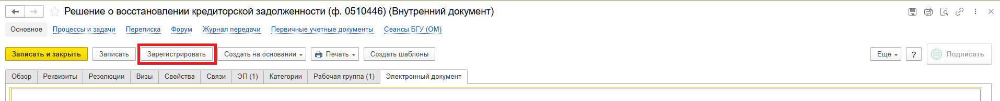 Решение о восстановлении кредиторской задолженности (ф. 0510446) (Внутренний документ)
Основное Процессы и задачи Переписка Форум Журнал передачи Первичные учетные документы Сеансы БГУ (ОМ)
Записать и закрыть Записать Зарегистрировать Создать на основании Печать Создать шаблоны Еще ? Подписать
Обзор Реквизиты Резолюции Визы Свойства Связи ЭП (1) Категории Рабочая группа (1) Электронный документ